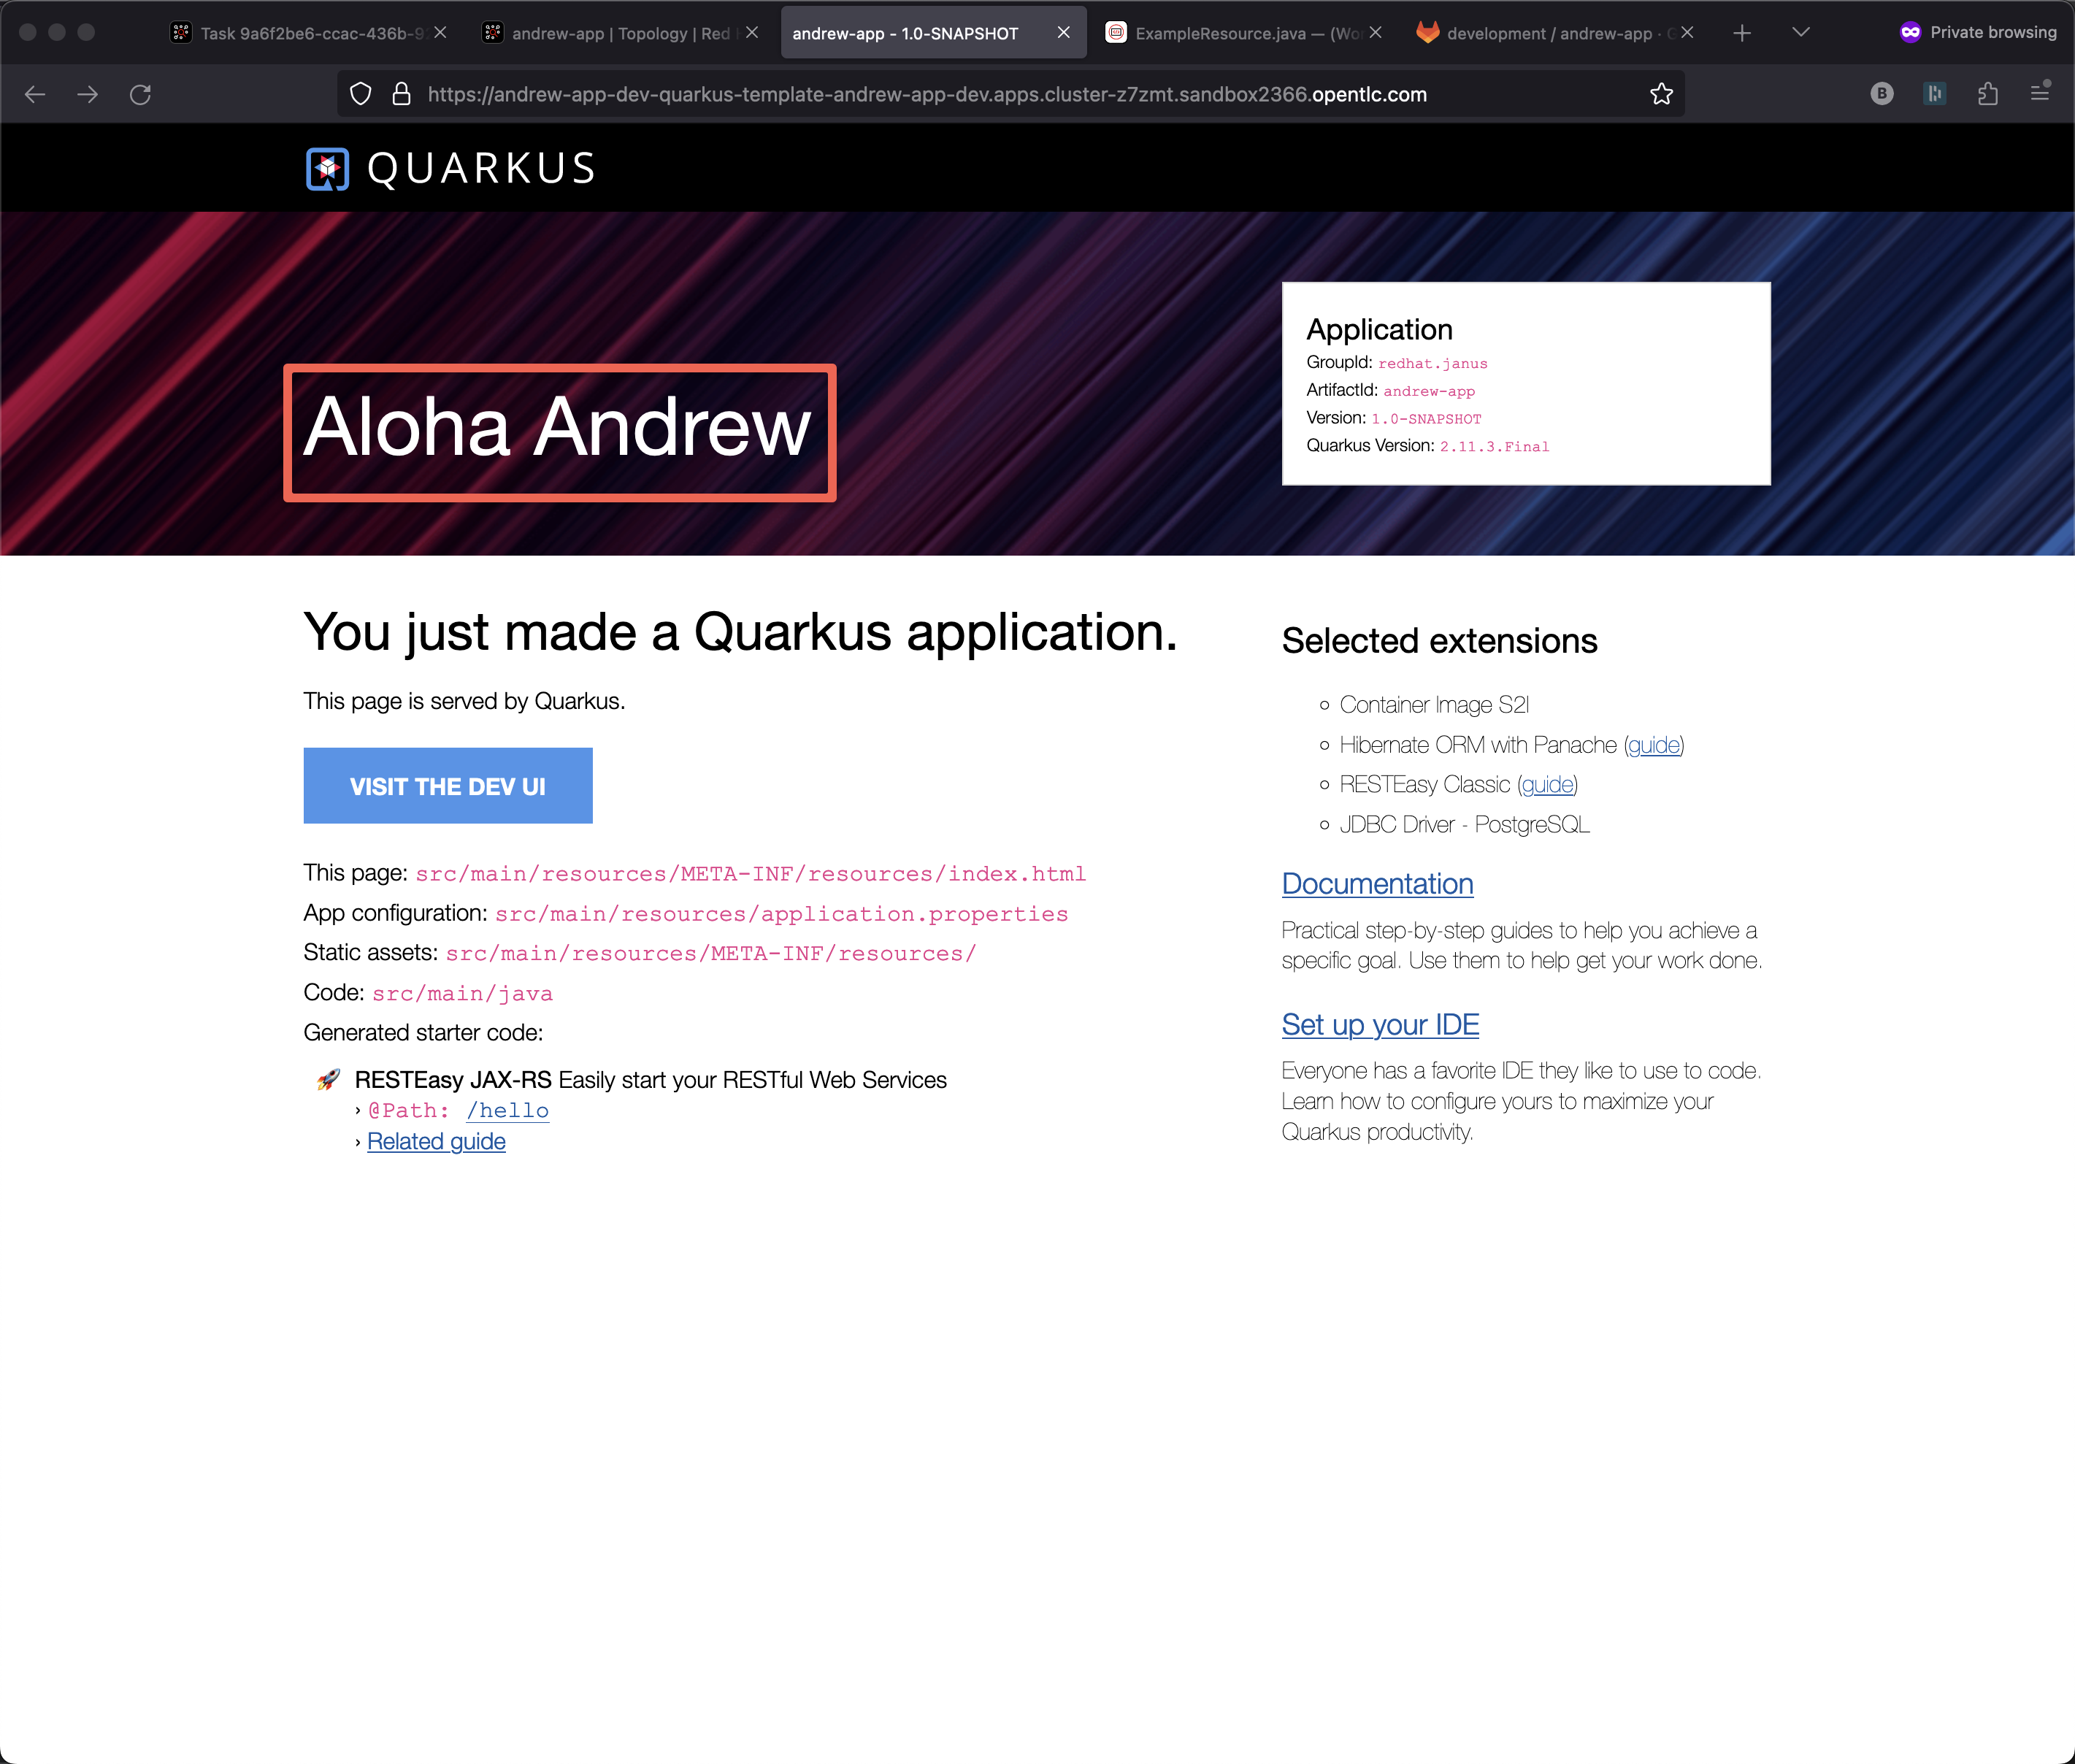 Task 9a6f2be6-ccac-436b-9
andrew-app | Topology | Red
andrew-app - 1.0-SNAPSHOT
ExampleResource.java — (Wor
development / andrew-app ·
Private browsing
https://andrew-app-dev-quarkus-template-andrew-app-dev.apps.cluster-z7zmt.sandbox2366.opentlc.com
B
QUARKUS
Aloha Andrew
Application
GroupId: redhat.janus
ArtifactId: andrew-app
Version: 1.0-SNAPSHOT
Quarkus Version: 2.11.3.Final
You just made a Quarkus application.
This page is served by Quarkus.
VISIT THE DEV UI
This page: src/main/resources/META-INF/resources/index.html
App configuration: src/main/resources/application.properties
Static assets: src/main/resources/META-INF/resources/
Code: src/main/java
Generated starter code:
🚀 RESTEasy JAX-RS Easily start your RESTful Web Services
› @Path: /hello
› Related guide
Selected extensions
Container Image S2I
Hibernate ORM with Panache (guide)
RESTEasy Classic (guide)
JDBC Driver - PostgreSQL
Documentation
Practical step-by-step guides to help you achieve a
specific goal. Use them to help get your work done.
Set up your IDE
Everyone has a favorite IDE they like to use to code.
Learn how to configure yours to maximize your
Quarkus productivity.